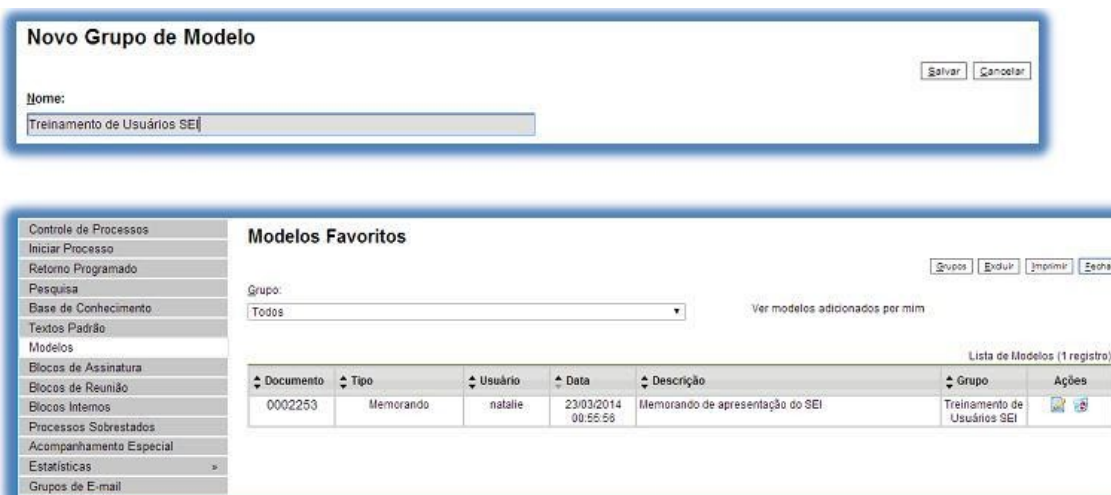 Novo Grupo de Modelo
Salvar Cancelar
Nome:
Treinamento de Usuários SEI
Controle de Processos
Iniciar Processo
Retorno Programado
Pesquisa
Base de Conhecimento
Textos Padrão
Modelos
Blocos de Assinatura
Blocos de Reunião
Blocos Internos
Processos Sobrestados
Acompanhamento Especial
Estatísticas »
Grupos de E-mail
Modelos Favoritos
Grupos Excluir Imprimir Fecha
Grupo:
Todos
Ver modelos adicionados por mim
Lista de Modelos (1 registro)
Documento Tipo Usuário Data Descrição Grupo Ações
0002253 Memorando natalie 23/03/2014 Memorando de apresentação do SEI Treinamento de
00:55:56 Usuários SEI